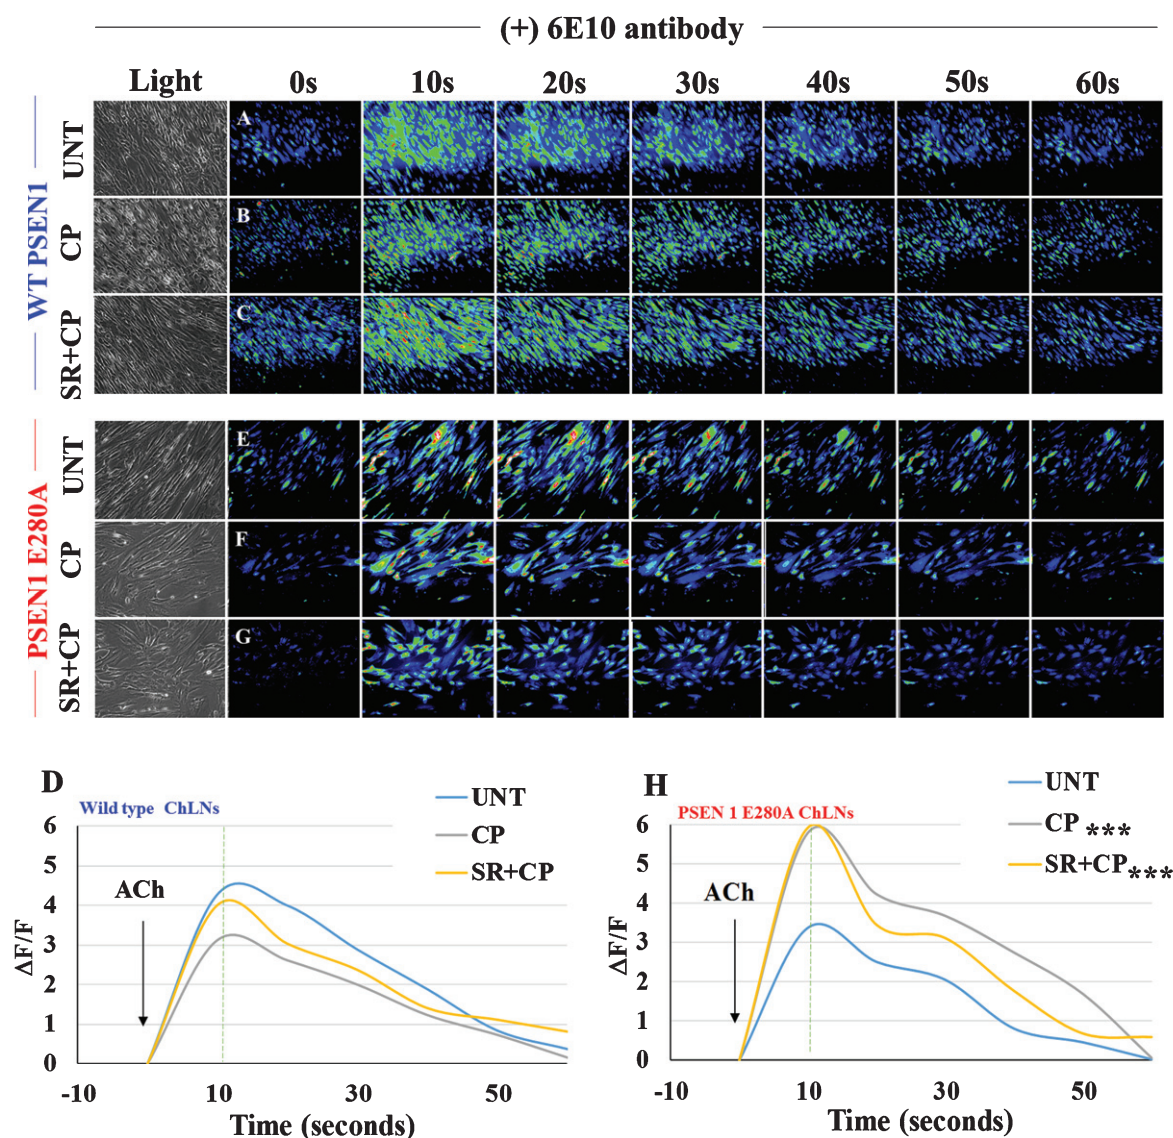 (+) 6E10 antibody
Light 0s 10s 20s 30s 40s 50s 60s
WT PSEN1
UNT
A
CP
B
SR+CP
C
PSEN1 E280A
UNT
E
CP
F
SR+CP
G
D
Wild type ChLNs
UNT
CP
SR+CP
ACh
ΔF/F
6
5
4
3
2
1
0
-10 10 30 50
Time (seconds)
H
PSEN 1 E280A ChLNs
UNT
CP ***
SR+CP***
ACh
ΔF/F
6
5
4
3
2
1
0
-10 10 30 50
Time (seconds)